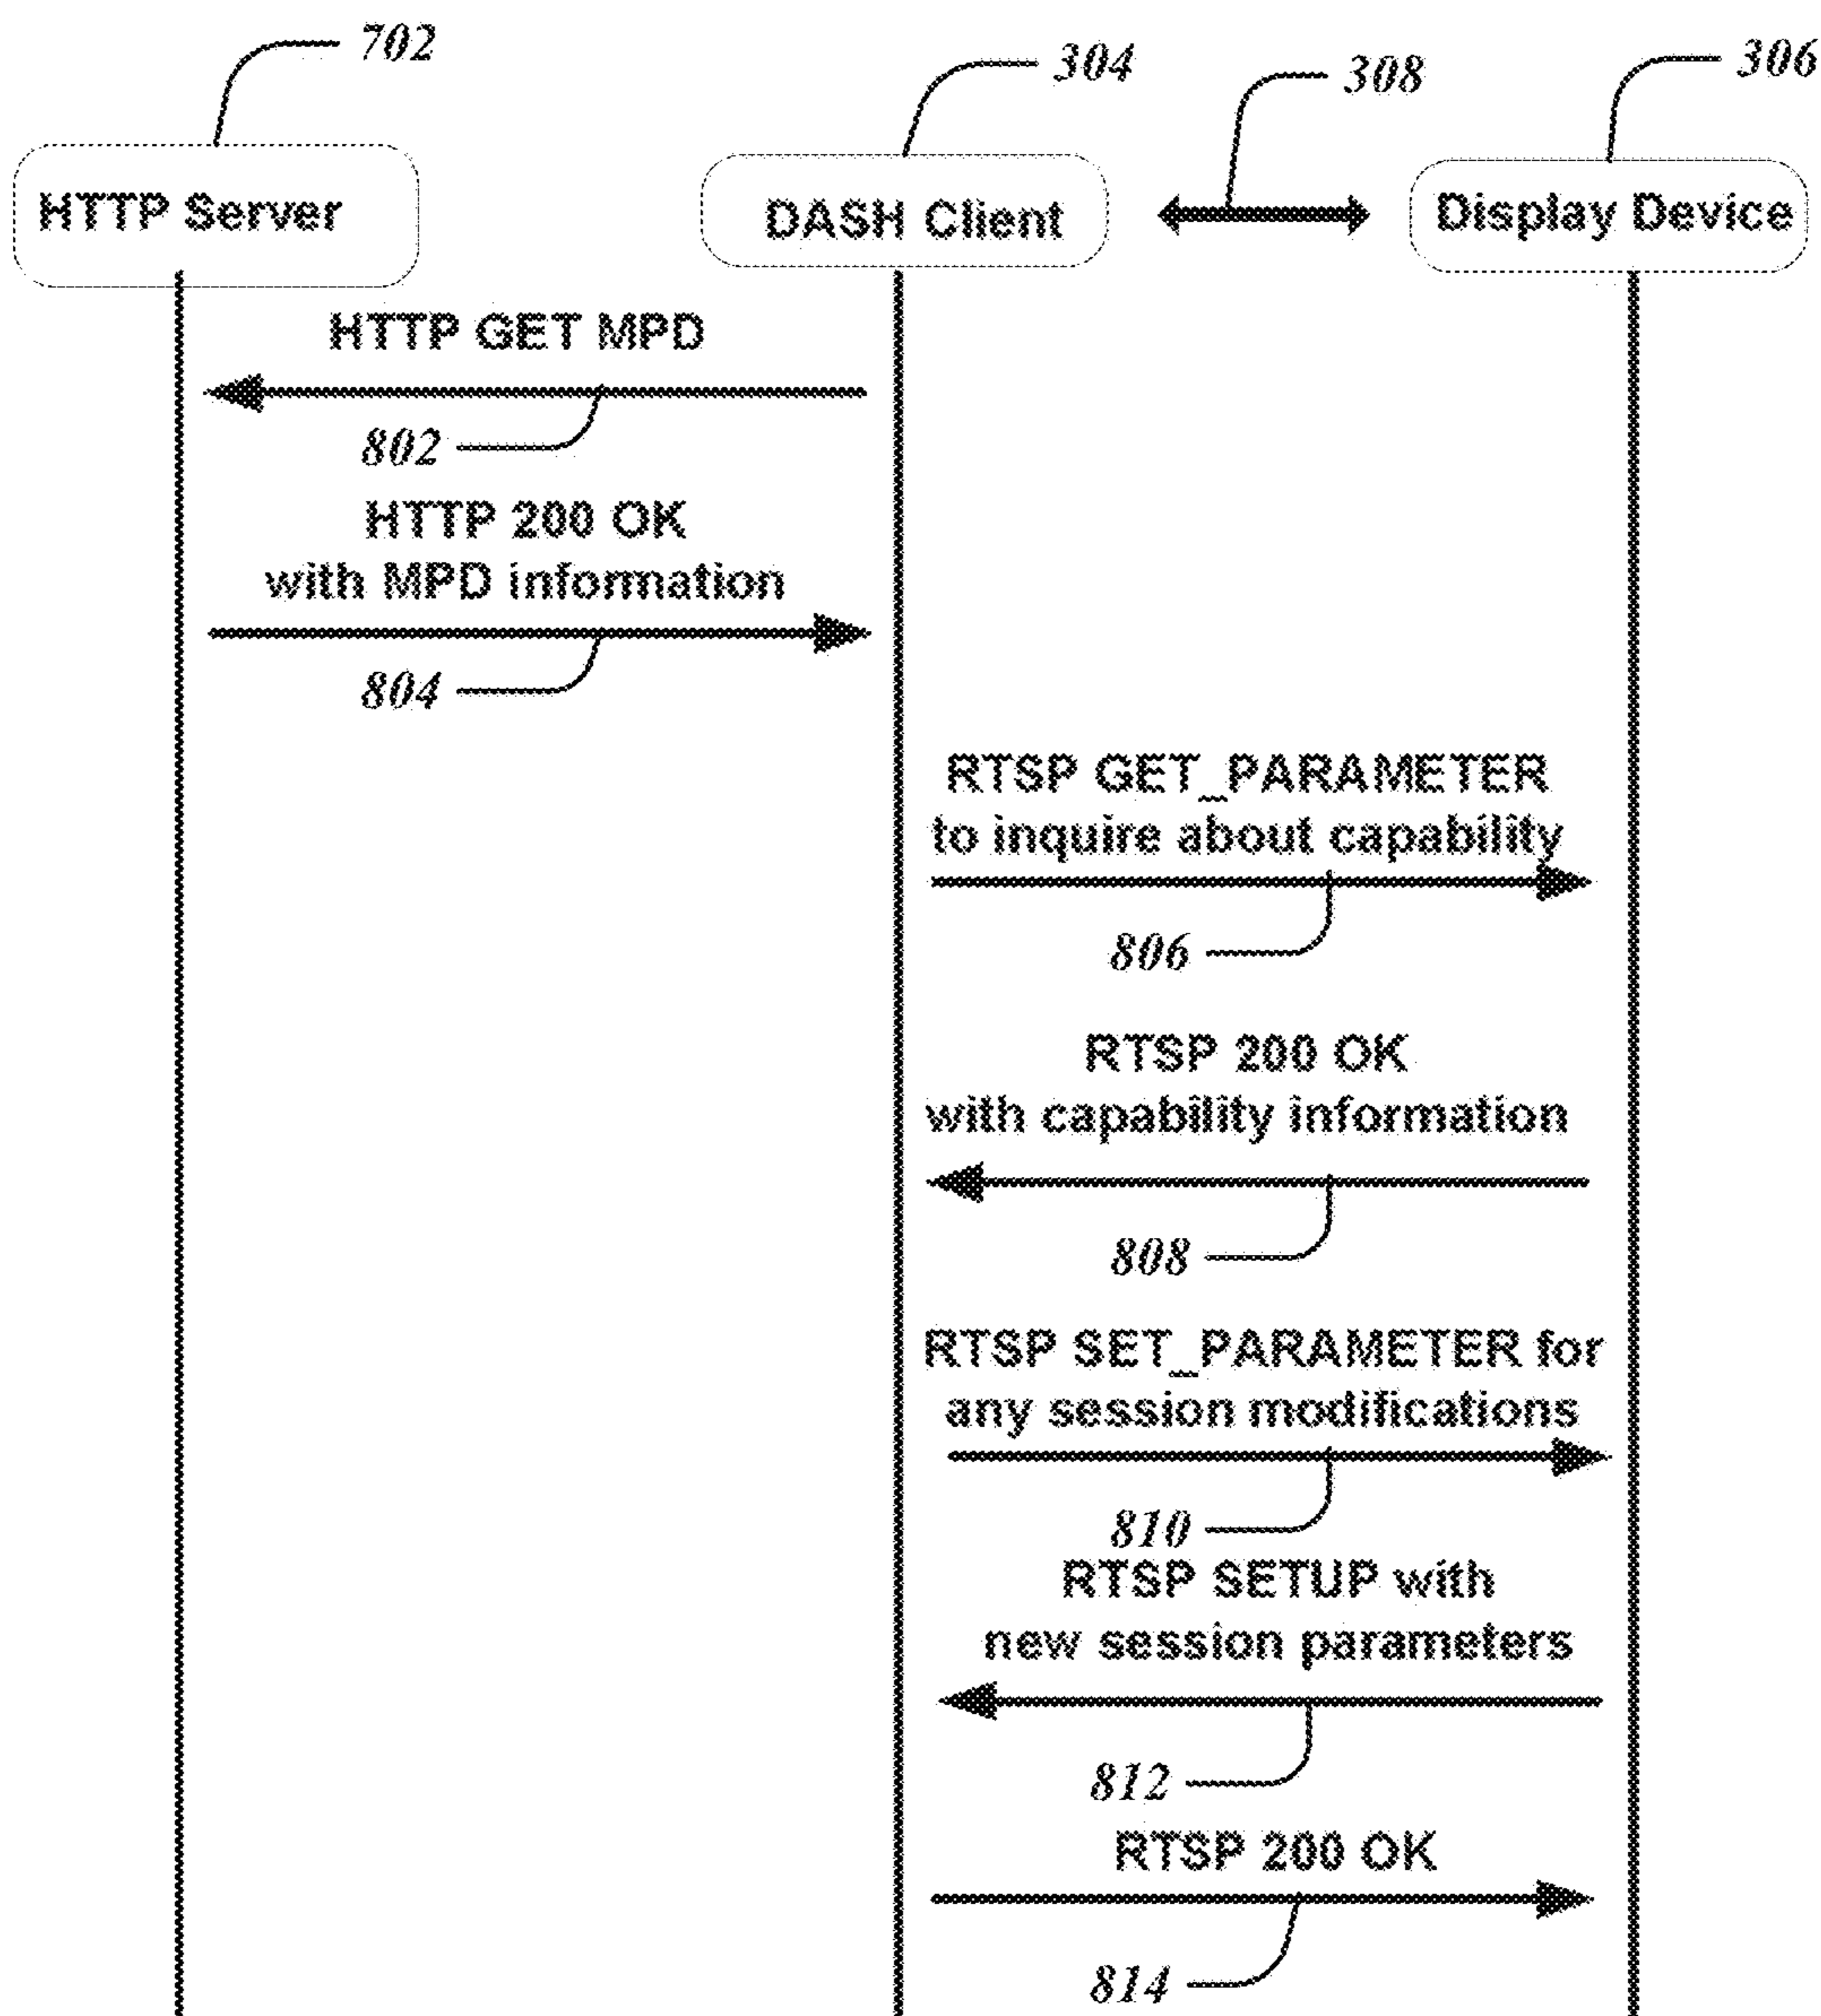 702
304
308
306
HTTP Server
DASH Client
Display Device
HTTP GET MPD
802
HTTP 200 OK
with MPD information
804
RTSP GET_PARAMETER
to inquire about capability
806
RTSP 200 OK
with capability information
808
RTSP SET_PARAMETER for
any session modifications
810
RTSP SETUP with
new session parameters
812
RTSP 200 OK
814